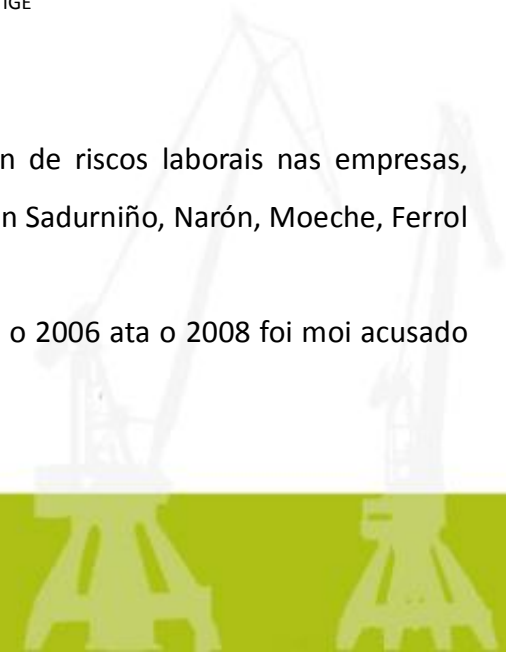 IGE
n de riscos laborais nas empresas,
n Sadurniño, Narón, Moeche, Ferrol
o 2006 ata o 2008 foi moi acusado